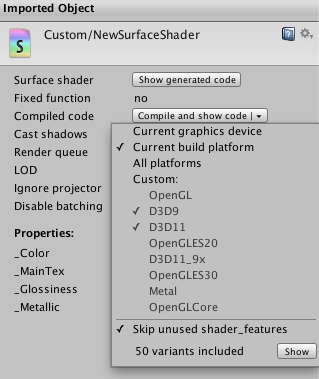 Imported Object
S
Custom/NewSurfaceShader
Surface shader Show generated code
Fixed function no
Compiled code Compile and show code
Cast shadows
Render queue
LOD
Ignore projector
Disable batching
Properties:
_Color
_MainTex
_Glossiness
_Metallic
Current graphics device
✓ Current build platform
All platforms
Custom:
OpenGL
✓ D3D9
✓ D3D11
OpenGLES20
D3D11_9x
OpenGLES30
Metal
OpenGLCore
✓ Skip unused shader_features
50 variants included Show